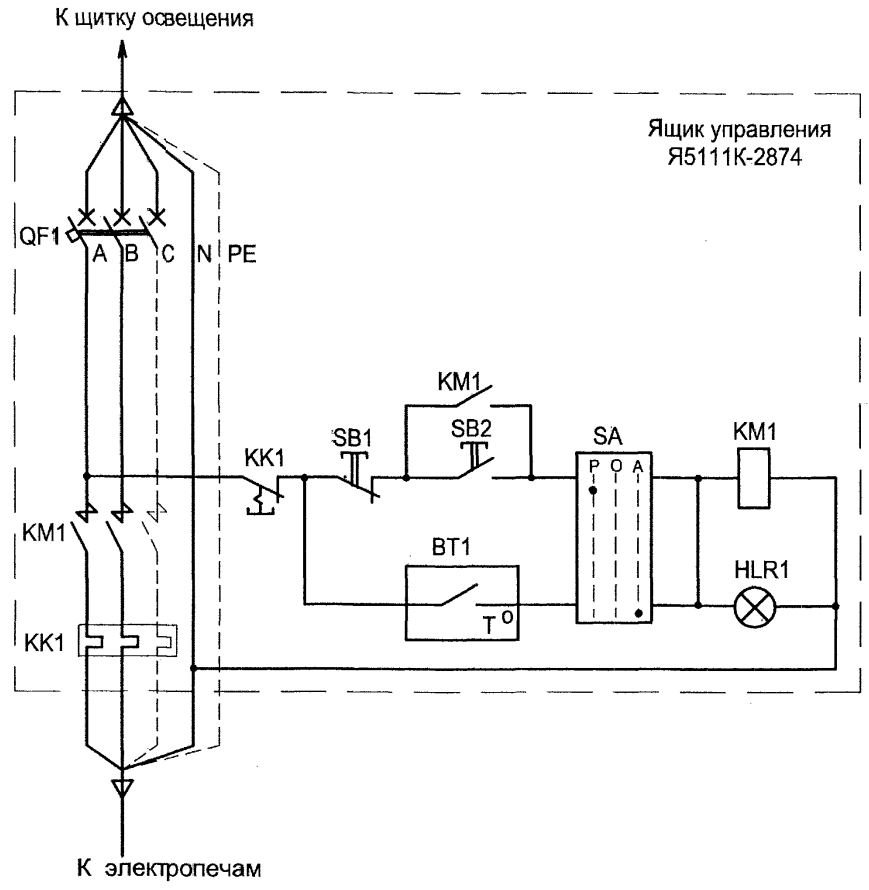 К щитку освещения
Ящик управления
Я5111К-2874
QF1
A B C N PE
KM1
SB1 SB2 SA KM1
KK1
P O A
KM1
BT1
HLR1
T°
KK1
К электропечам